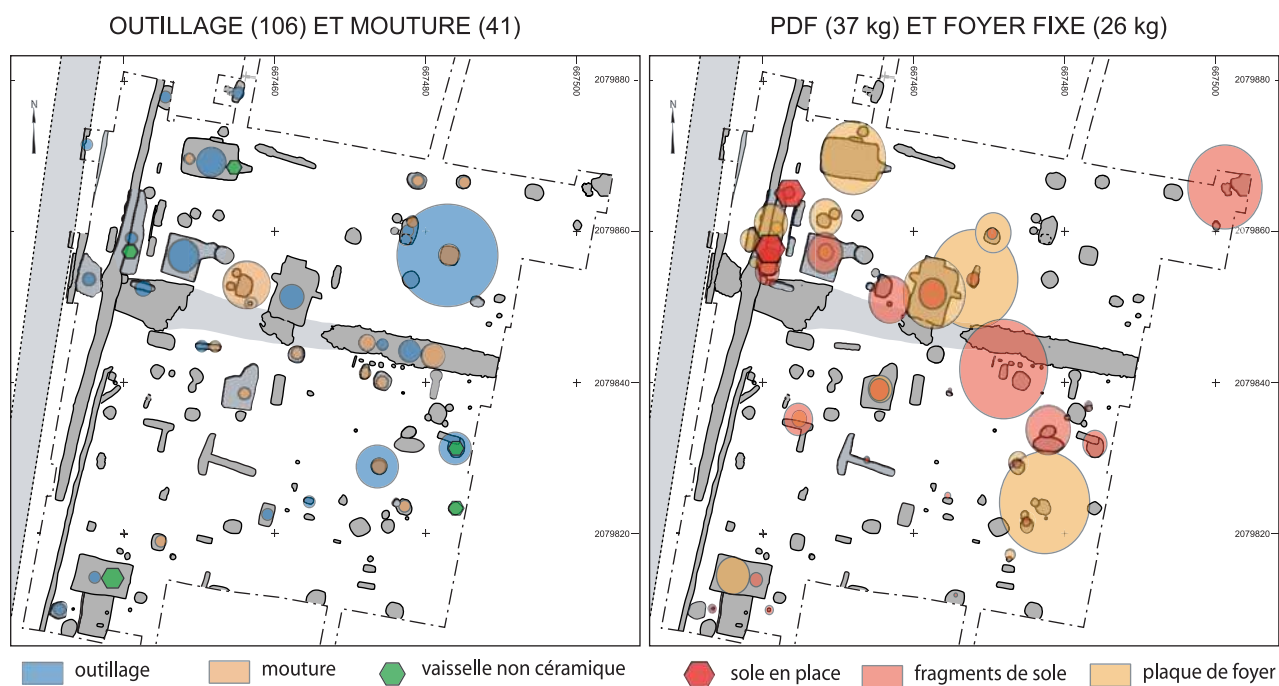 OUTILLAGE (106) ET MOUTURE (41)
PDF (37 kg) ET FOYER FIXE (26 kg)
667460
667480
667500
2079880
2079860
2079840
2079820
N
667460
667480
667500
2079880
2079860
2079840
2079820
N
outillage
mouture
vaisselle non céramique
sole en place
fragments de sole
plaque de foyer